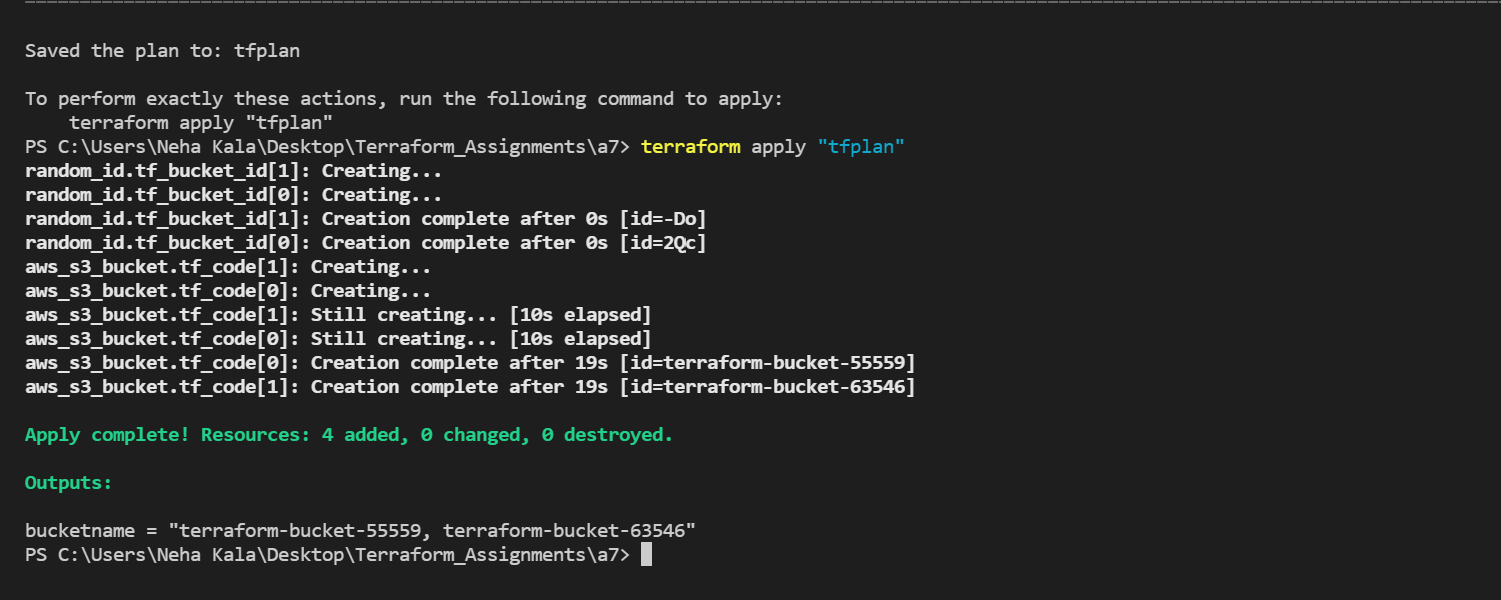 Saved the plan to: tfplan
To perform exactly these actions, run the following command to apply:
    terraform apply "tfplan"
PS C:\Users\Neha Kala\Desktop\Terraform_Assignments\a7> terraform apply "tfplan"
random_id.tf_bucket_id[1]: Creating...
random_id.tf_bucket_id[0]: Creating...
random_id.tf_bucket_id[1]: Creation complete after 0s [id=-Do]
random_id.tf_bucket_id[0]: Creation complete after 0s [id=2Qc]
aws_s3_bucket.tf_code[1]: Creating...
aws_s3_bucket.tf_code[0]: Creating...
aws_s3_bucket.tf_code[1]: Still creating... [10s elapsed]
aws_s3_bucket.tf_code[0]: Still creating... [10s elapsed]
aws_s3_bucket.tf_code[0]: Creation complete after 19s [id=terraform-bucket-55559]
aws_s3_bucket.tf_code[1]: Creation complete after 19s [id=terraform-bucket-63546]
Apply complete! Resources: 4 added, 0 changed, 0 destroyed.
Outputs:
bucketname = "terraform-bucket-55559, terraform-bucket-63546"
PS C:\Users\Neha Kala\Desktop\Terraform_Assignments\a7>